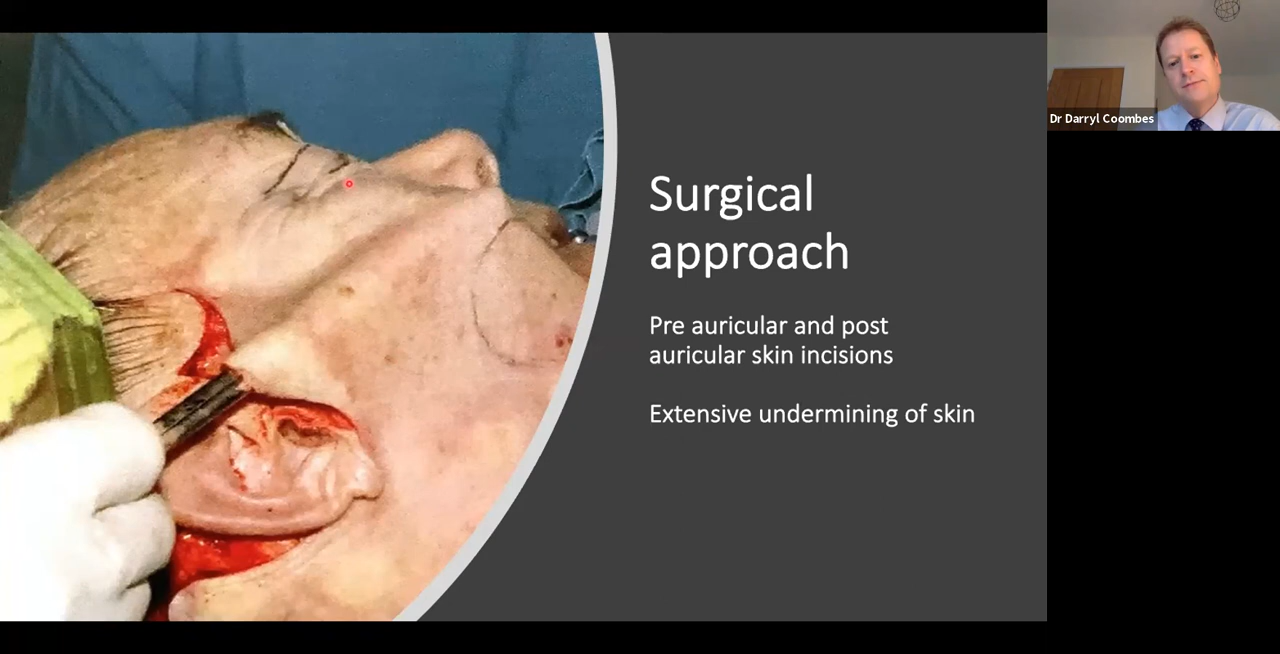 Surgical
approach
Pre auricular and post
auricular skin incisions
Extensive undermining of skin
Dr Darryl Coombes